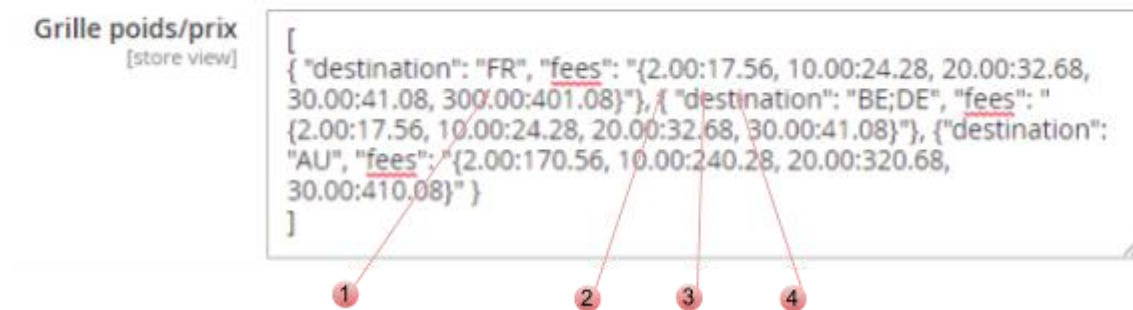 Grille poids/prix
[store view]
[
{ "destination": "FR", "fees": "{2.00:17.56, 10.00:24.28, 20.00:32.68,
30.00:41.08, 300.00:401.08}"}, { "destination": "BE;DE", "fees": "
{2.00:17.56, 10.00:24.28, 20.00:32.68, 30.00:41.08}"}, {"destination":
"AU", "fees": "{2.00:170.56, 10.00:240.28, 20.00:320.68,
30.00:410.08}" }
]
1 2 3 4